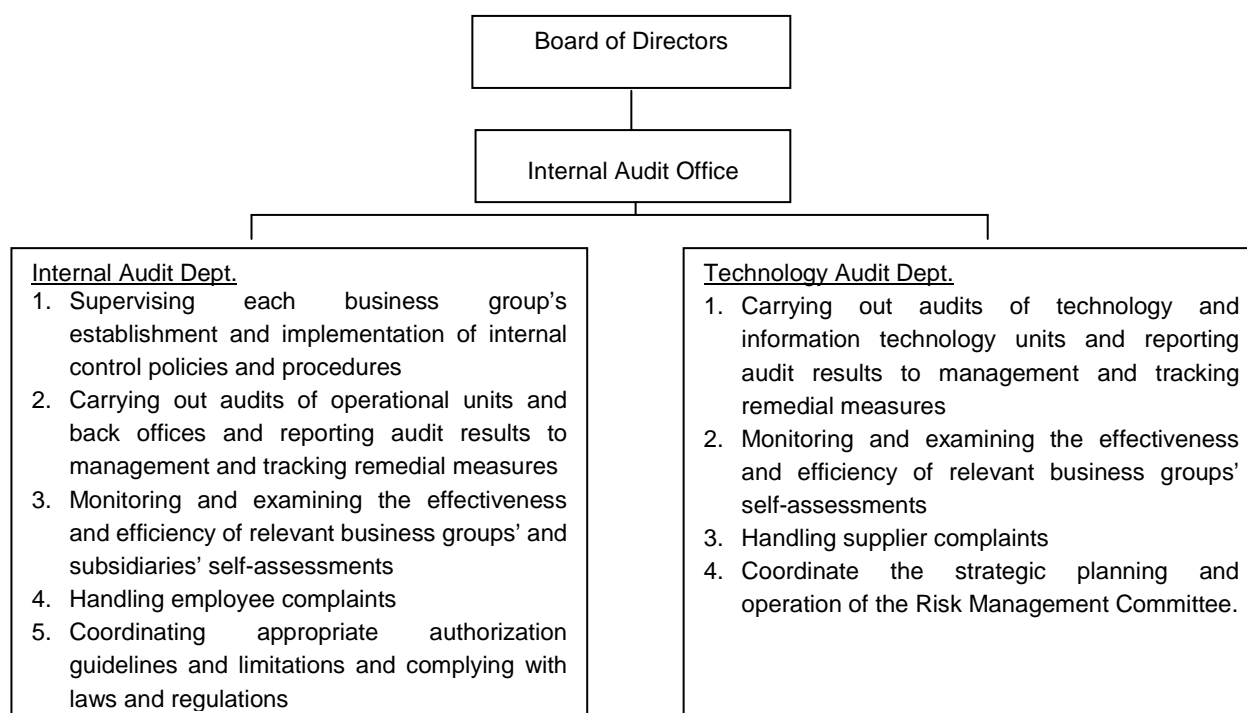 Board of Directors
Internal Audit Office
Internal Audit Dept.
1. Supervising each business group’s
establishment and implementation of internal
control policies and procedures
2. Carrying out audits of operational units and
back offices and reporting audit results to
management and tracking remedial measures
3. Monitoring and examining the effectiveness
and efficiency of relevant business groups’ and
subsidiaries’ self-assessments
4. Handling employee complaints
5. Coordinating appropriate authorization
guidelines and limitations and complying with
laws and regulations
Technology Audit Dept.
1. Carrying out audits of technology and
information technology units and reporting
audit results to management and tracking
remedial measures
2. Monitoring and examining the effectiveness
and efficiency of relevant business groups’
self-assessments
3. Handling supplier complaints
4. Coordinate the strategic planning and
operation of the Risk Management Committee.